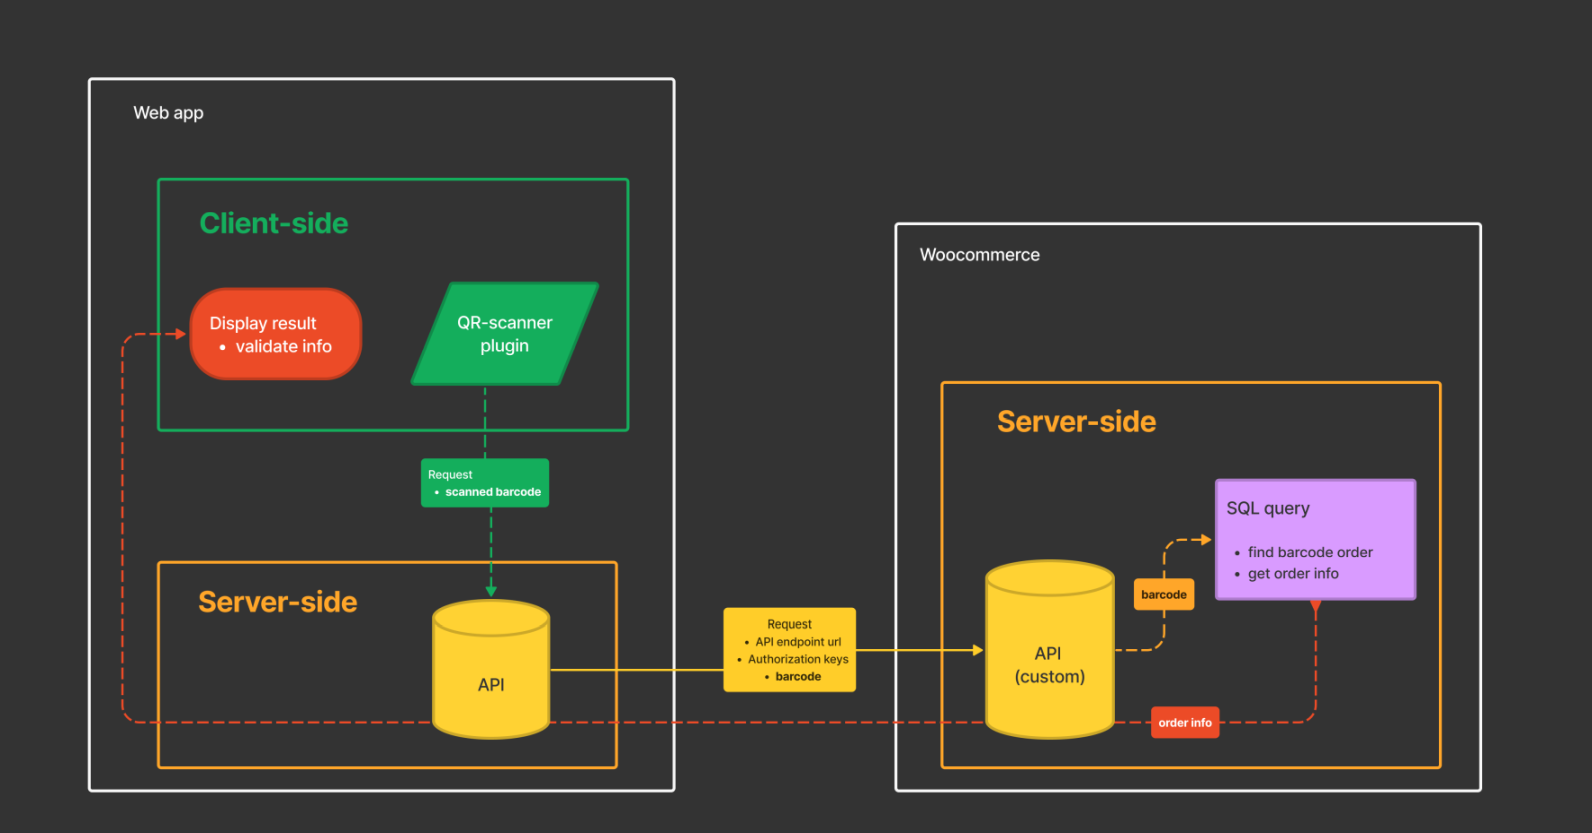 Web app
Client-side
Display result
• validate info
QR-scanner
plugin
Request
• scanned barcode
Server-side
API
Request
• API endpoint url
• Authorization keys
• barcode
Woocommerce
Server-side
API
(custom)
barcode
SQL query
• find barcode order
• get order info
order info